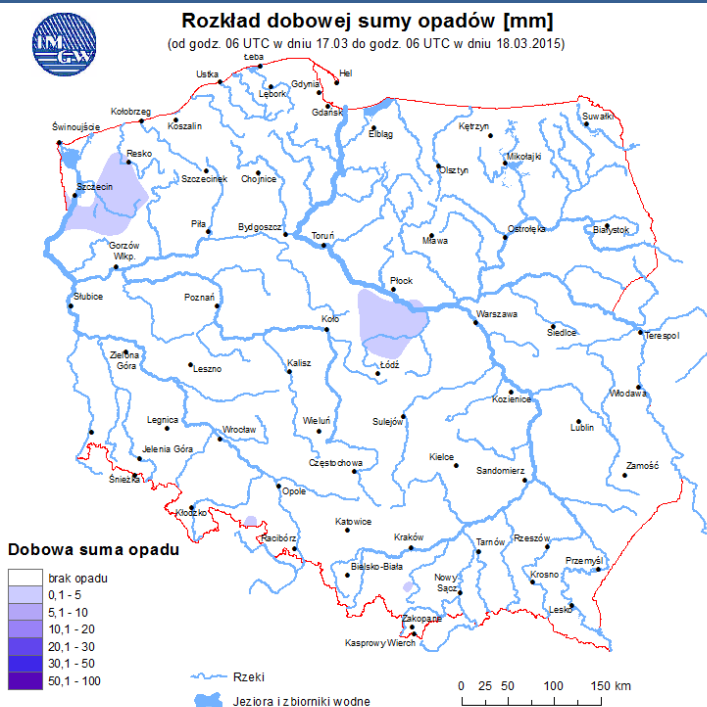 Rozkład dobowej sumy opadów [mm]
(od godz. 06 UTC w dniu 17.03 do godz. 06 UTC w dniu 18.03.2015)
IM
GW
Łeba
Hel
Ustka
Gdynia
Lębork
Gdańsk
Kołobrzeg
Koszalin
Świnoujście
Elbląg
Kętrzyn
Suwałki
Resko
Mikołajki
Szczecinek
Chojnice
Olsztyn
Szczecin
Piła
Bydgoszcz
Toruń
Mława
Ostrołęka
Białystok
Gorzów
Wlkp.
Płock
Słubice
Poznań
Koło
Warszawa
Siedlce
Terespol
Zielona
Góra
Leszno
Kalisz
Łódź
Kozienice
Włodawa
Legnica
Wrocław
Wieluń
Sulejów
Lublin
Jelenia Góra
Częstochowa
Kielce
Sandomierz
Zamość
Śnieżka
Opole
Kłodzko
Katowice
Racibórz
Kraków
Tarnów
Rzeszów
Bielsko-Biała
Nowy
Sącz
Krosno
Przemyśl
Lesko
Zakopane
Kasprowy Wierch
Dobowa suma opadu
brak opadu
0,1 - 5
5,1 - 10
10,1 - 20
20,1 - 30
30,1 - 50
50,1 - 100
Rzeki
Jeziora i zbiorniki wodne
0 25 50 100 150 km